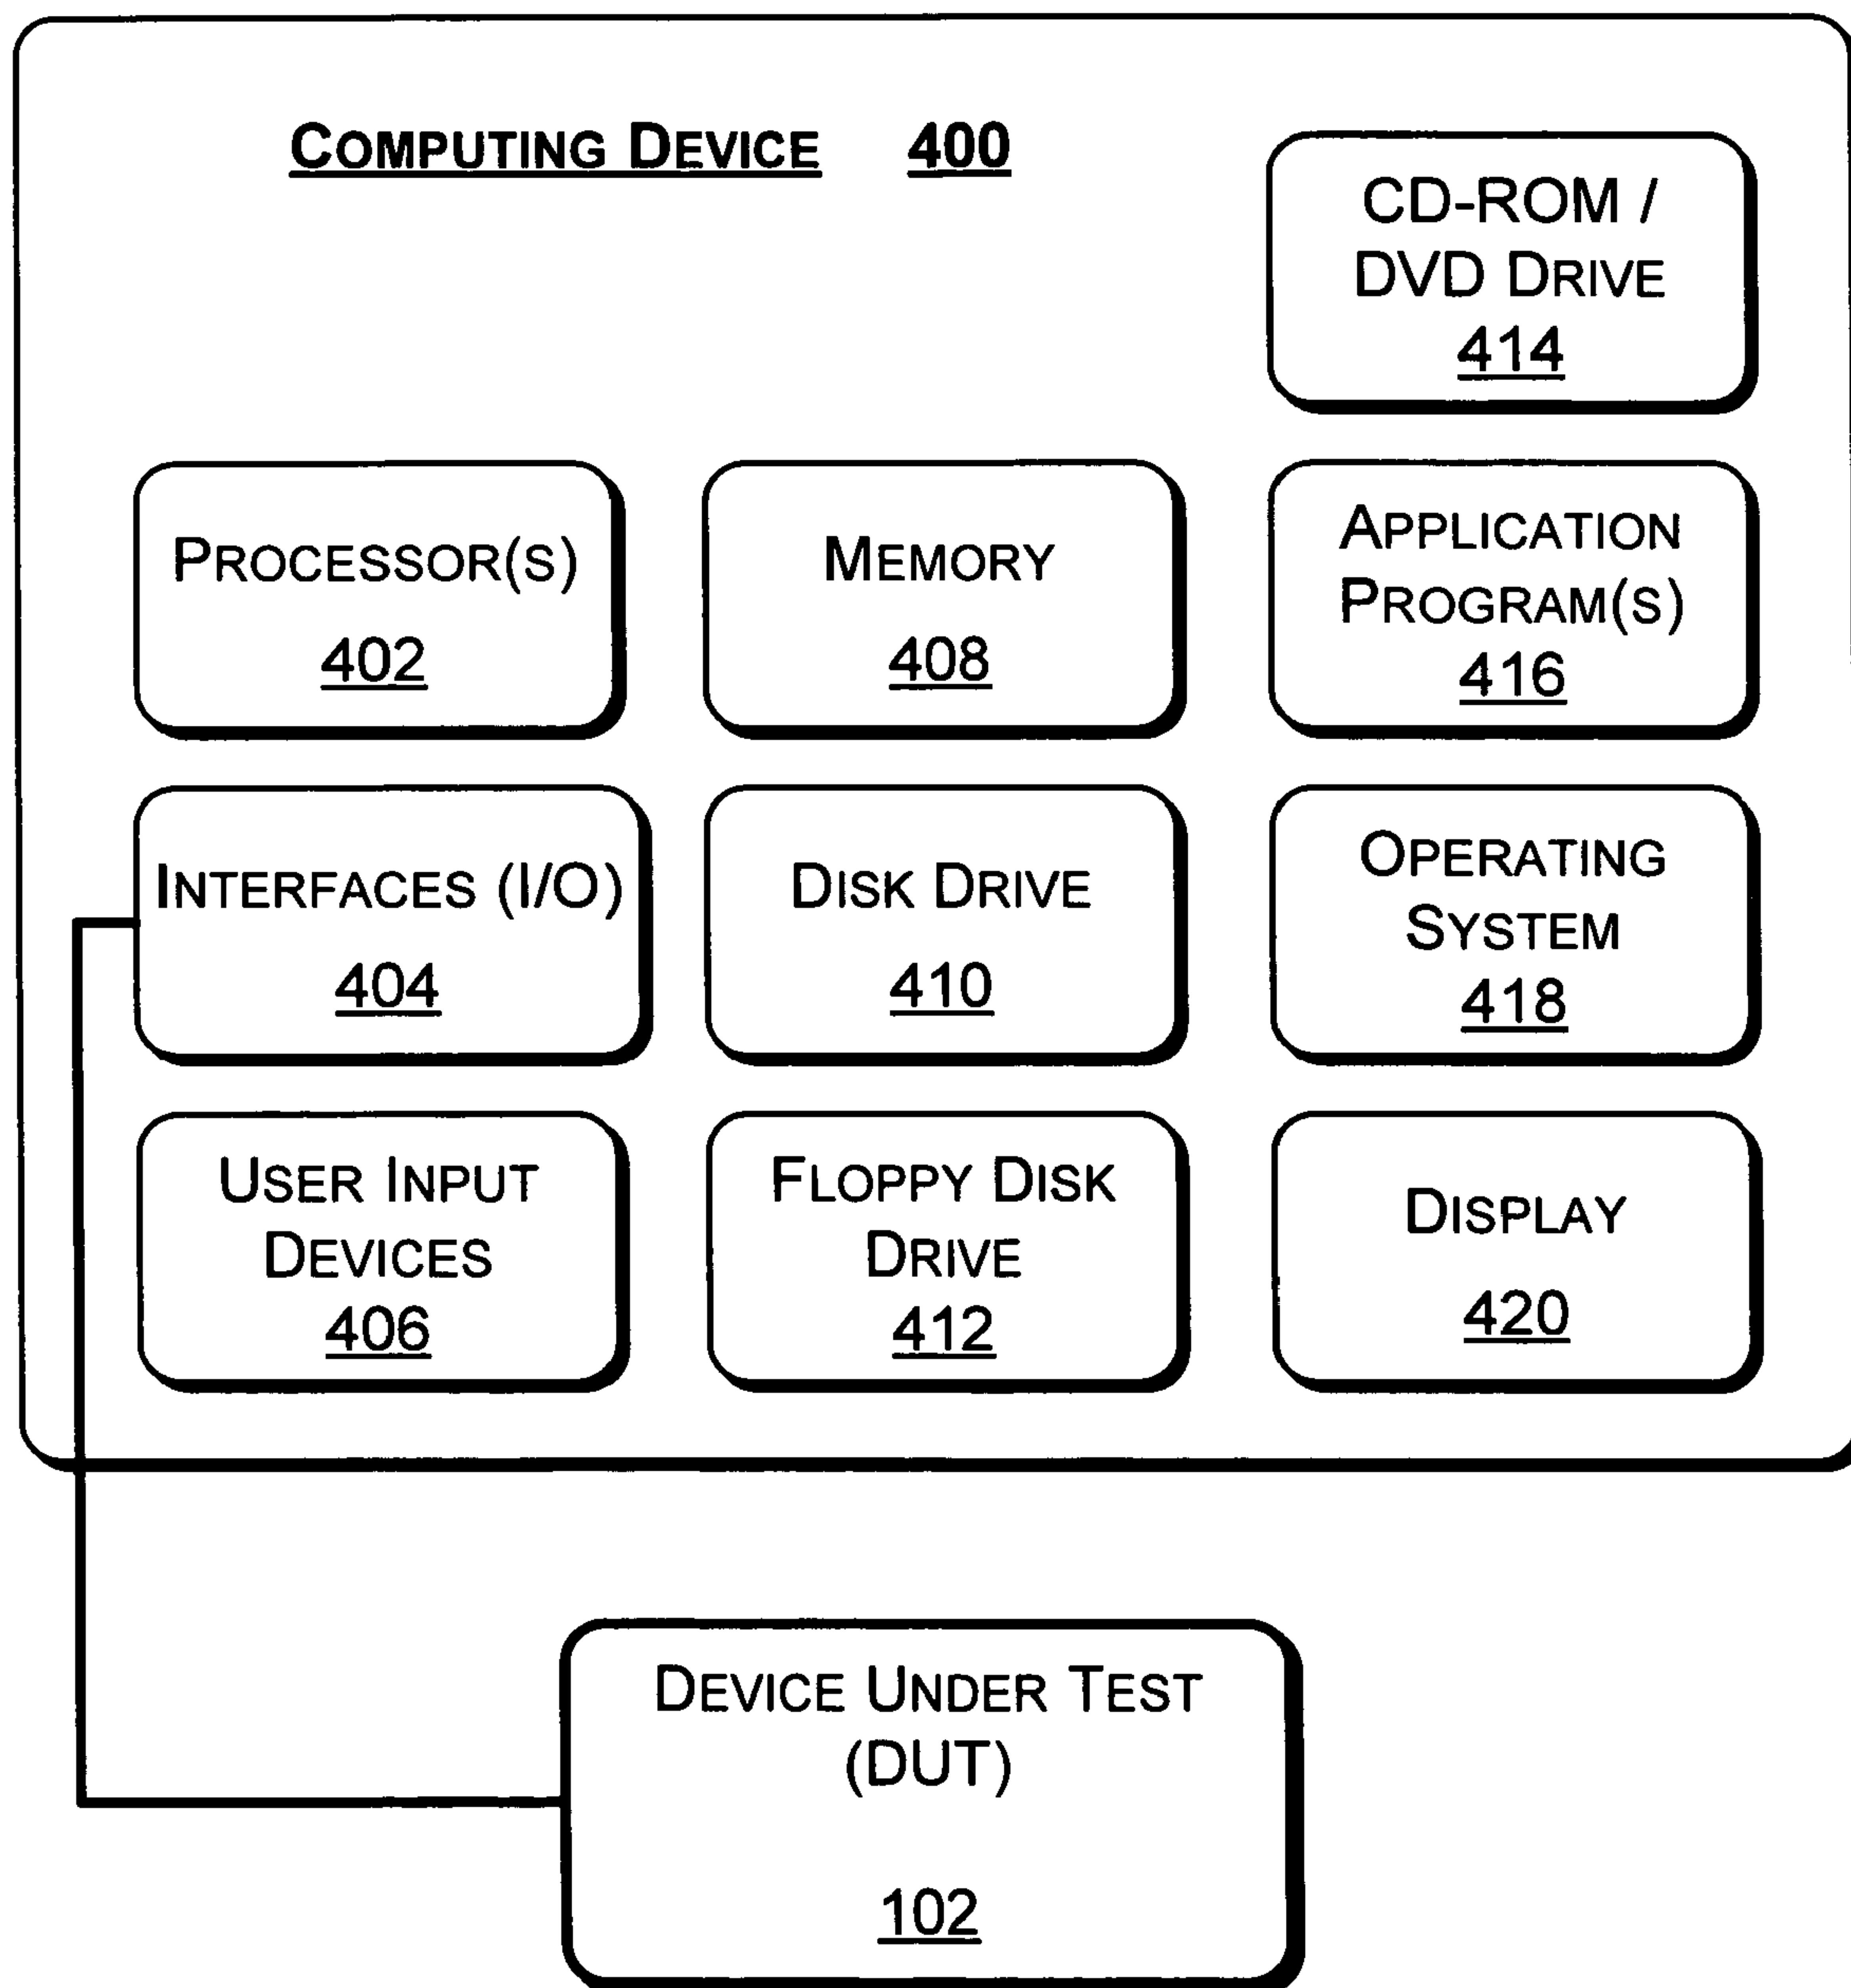 COMPUTING DEVICE 400
CD-ROM /
DVD DRIVE
414
PROCESSOR(S)
402
MEMORY
408
APPLICATION
PROGRAM(S)
416
INTERFACES (I/O)
404
DISK DRIVE
410
OPERATING
SYSTEM
418
USER INPUT
DEVICES
406
FLOPPY DISK
DRIVE
412
DISPLAY
420
DEVICE UNDER TEST
(DUT)
102